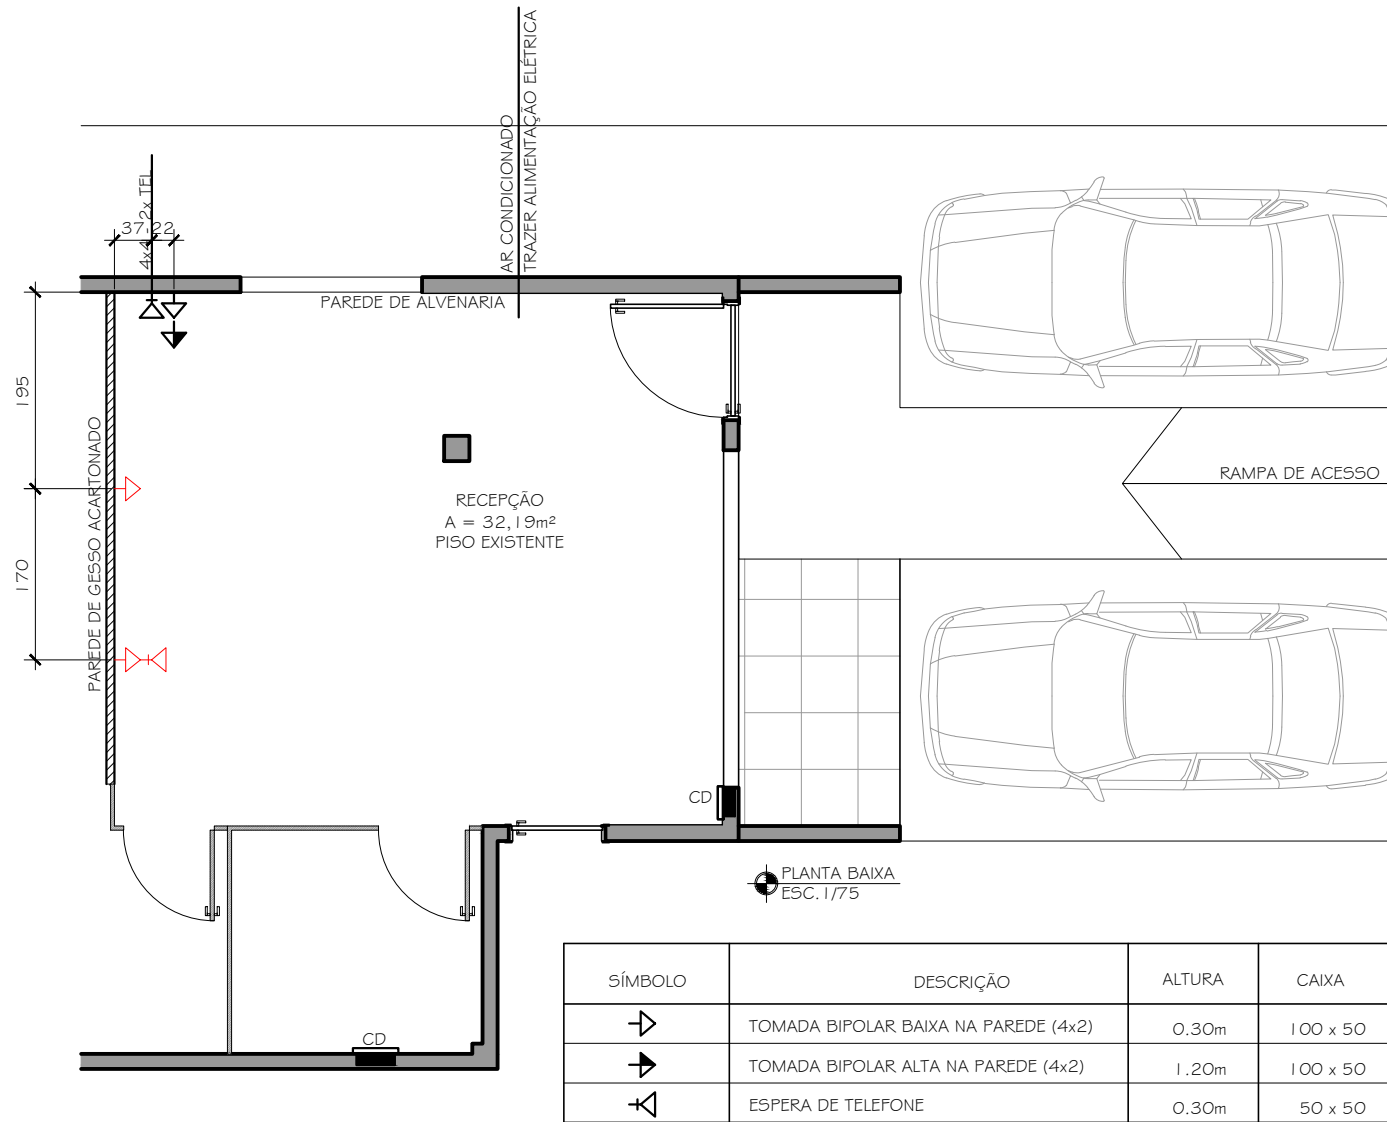 AR CONDICIONADO
TRAZER ALIMENTAÇÃO ELÉTRICA
4x4-2x TEL
37 22
PAREDE DE ALVENARIA
195
170
PAREDE DE GESSO ACARTONADO
RECEPÇÃO
A = 32,19m²
PISO EXISTENTE
RAMPA DE ACESSO
CD
CD
PLANTA BAIXA
ESC. 1/75
SÍMBOLO DESCRIÇÃO ALTURA CAIXA
TOMADA BIPOLAR BAIXA NA PAREDE (4x2) 0.30m 100 x 50
TOMADA BIPOLAR ALTA NA PAREDE (4x2) 1.20m 100 x 50
ESPERA DE TELEFONE 0.30m 50 x 50